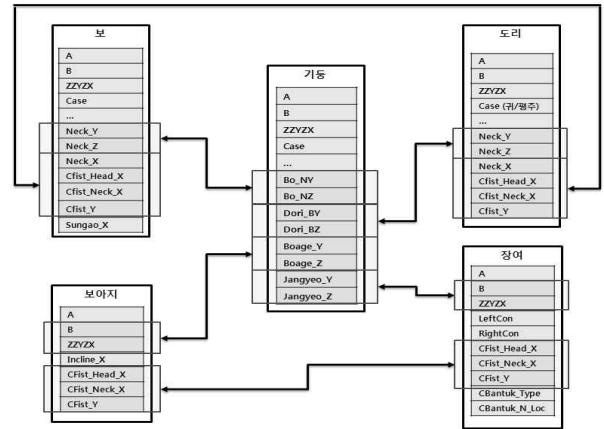 보
A
B
ZZYZX
Case
...
Neck_Y
Neck_Z
Neck_X
Cfist_Head_X
Cfist_Neck_X
Cfist_Y
Sungao_X
보아지
A
B
ZZYZX
Incline_X
CFist_Head_X
CFist_Neck_X
CFist_Y
기둥
A
B
ZZYZX
Case
...
Bo_NY
Bo_NZ
Dori_BY
Dori_BZ
Boage_Y
Boage_Z
Jangyeo_Y
Jangyeo_Z
도리
A
B
ZZYZX
Case (귀/평주)
...
Neck_Y
Neck_Z
Neck_X
Cfist_Head_X
Cfist_Neck_X
Cfist_Y
장여
A
B
ZZYZX
LeftCon
RightCon
CFist_Head_X
CFist_Neck_X
CFist_Y
CBantuk_Type
CBantuk_N_Loc